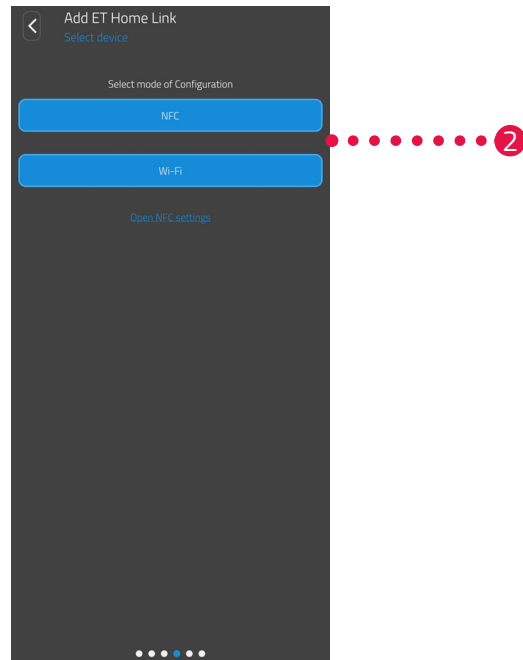 Add ET Home Link
Select device
Select mode of Configuration
NFC
2
Wi-Fi
Open NFC settings